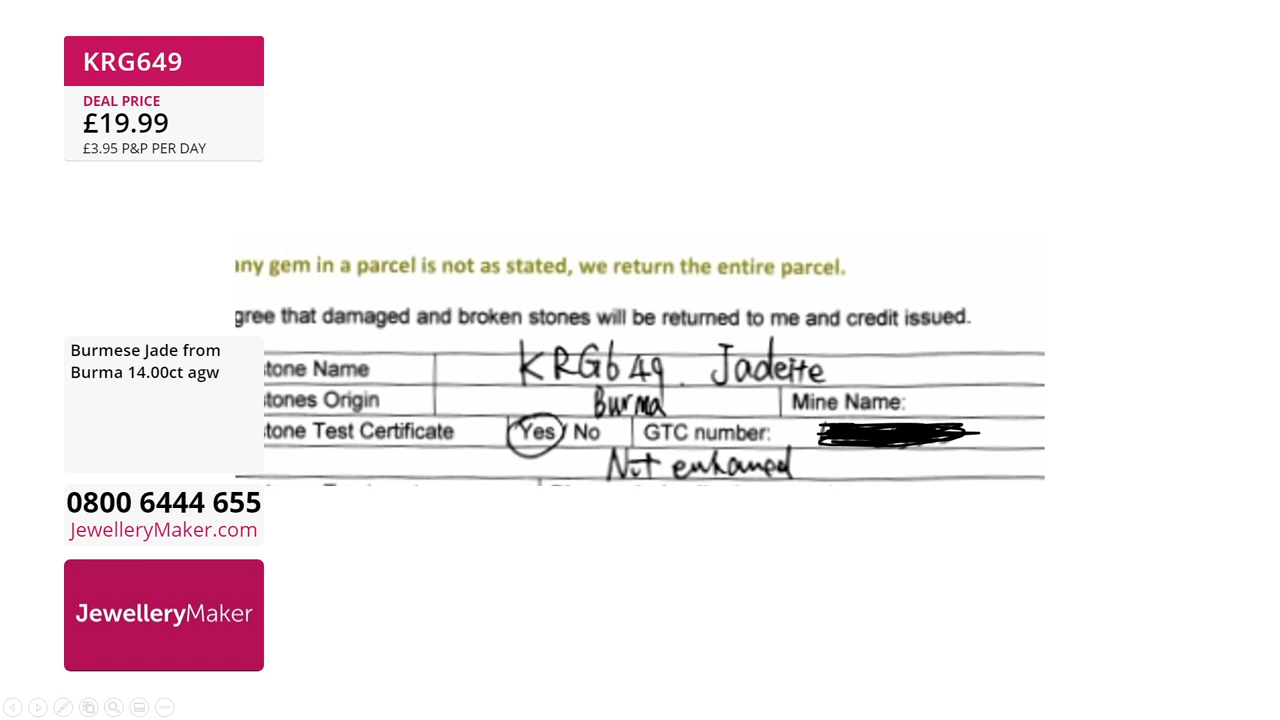 KRG649
DEAL PRICE
£19.99
£3.95 P&P PER DAY
any gem in a parcel is not as stated, we return the entire parcel.
gree that damaged and broken stones will be returned to me and credit issued.
Burmese Jade from
Burma 14.00ct agw
tone Name KRG649. Jadeite
tones Origin Burma Mine Name:
tone Test Certificate Yes / No GTC number:
Not enhanced
0800 6444 655
JewelleryMaker.com
JewelleryMaker